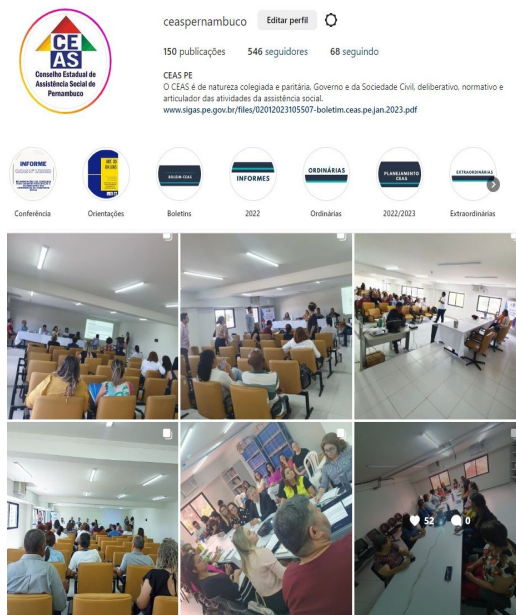 ceaspernambuco Editar perfil
150 publicações 546 seguidores 68 seguindo
CE
AS
Conselho Estadual de
Assistência Social de
Pernambuco
CEAS PE
O CEAS é de natureza colegiada e paritária, Governo e da Sociedade Civil, deliberativo, normativo e
articulador das atividades da assistência social.
www.sigas.pe.gov.br/files/02012023105507-boletim.ceas.pe.jan.2023.pdf
INFORME
BOLETIM CEAS
INFORMES
ORDINÁRIAS
PLANEJAMENTO
CEAS
EXTRAORDINÁRIAS
Conferência Orientações Boletins 2022 Ordinárias 2022/2023 Extraordinárias
52 0